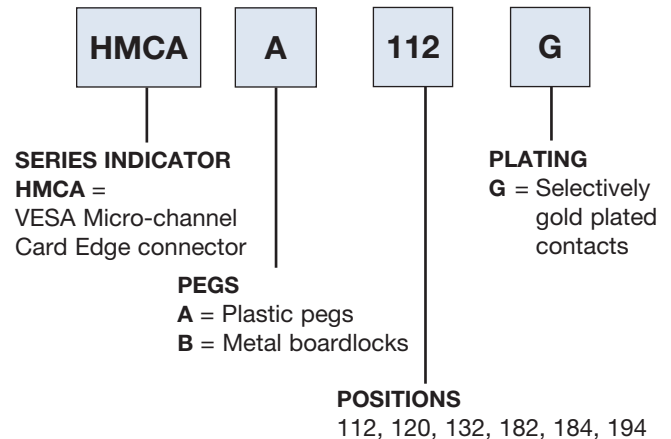 HMCA A 112 G
SERIES INDICATOR
HMCA =
VESA Micro-channel
Card Edge connector
PLATING
G = Selectively
gold plated
contacts
PEGS
A = Plastic pegs
B = Metal boardlocks
POSITIONS
112, 120, 132, 182, 184, 194